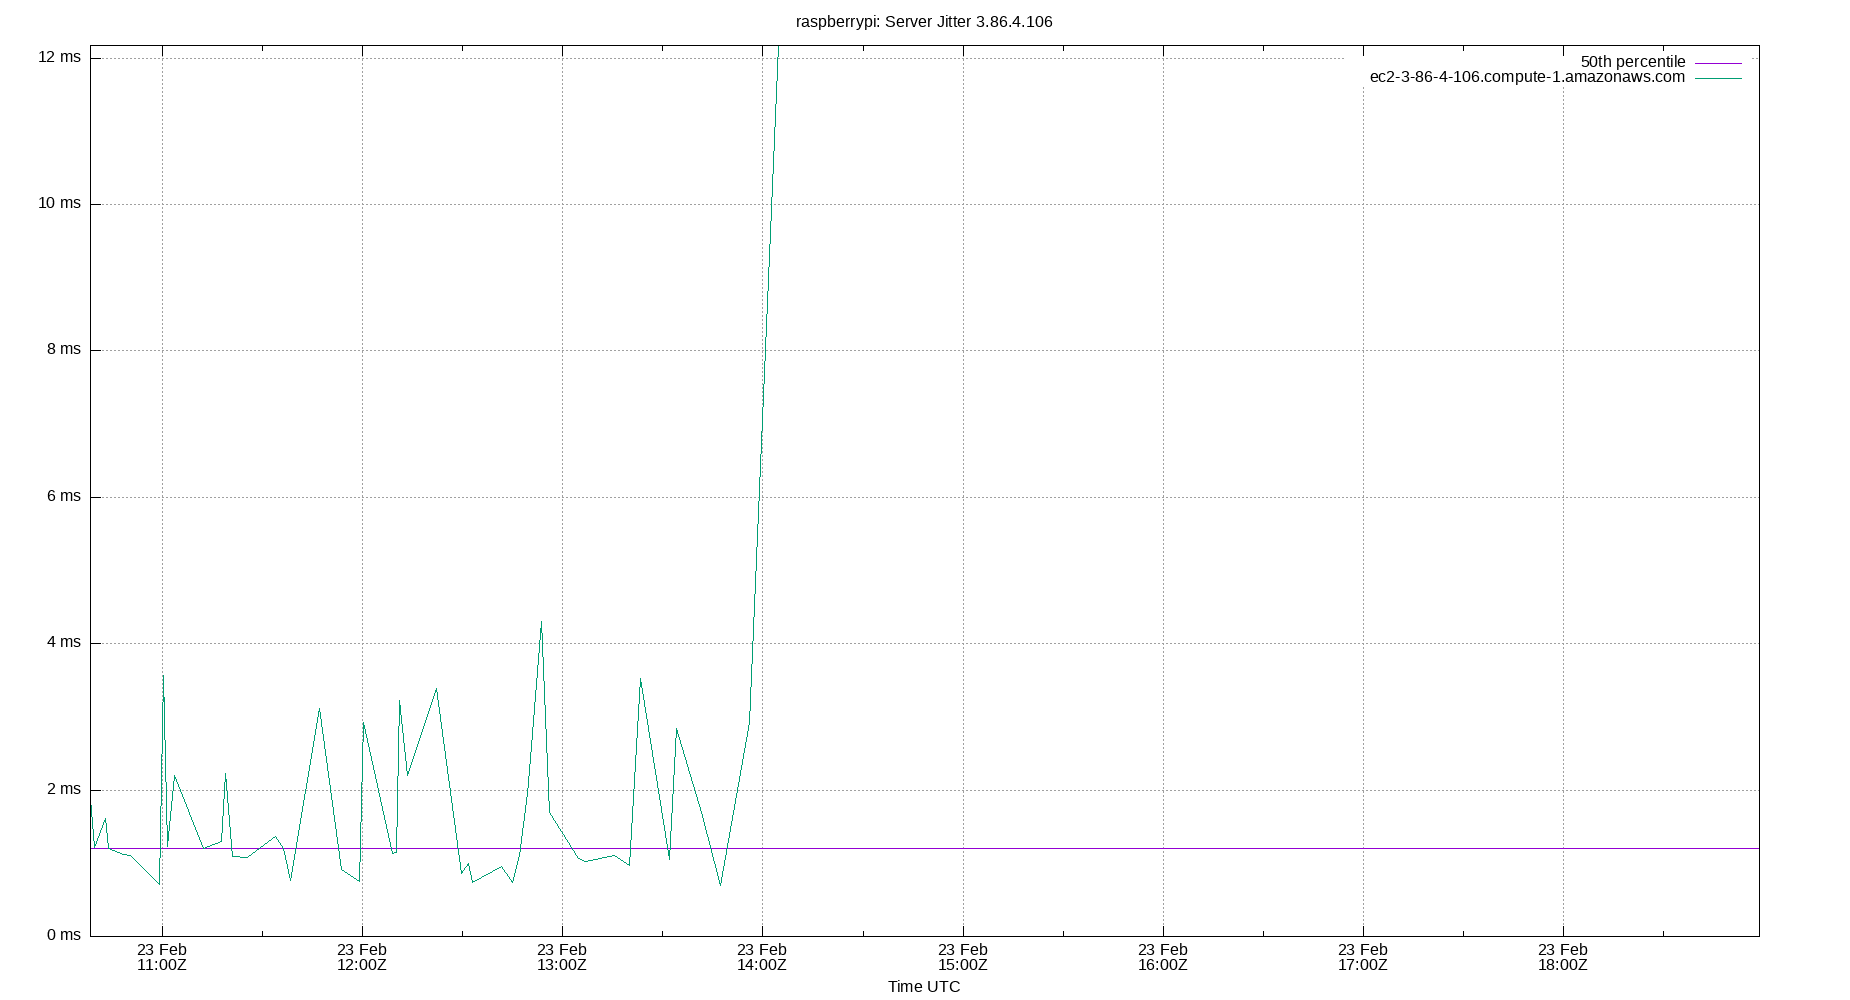 raspberrypi: Server Jitter 3.86.4.106
12 ms
50th percentile
ec2-3-86-4-106.compute-1.amazonaws.com
10 ms
8 ms
6 ms
4 ms
2 ms
0 ms
23 Feb 23 Feb 23 Feb 23 Feb 23 Feb 23 Feb 23 Feb 23 Feb
11:00Z 12:00Z 13:00Z 14:00Z 15:00Z 16:00Z 17:00Z 18:00Z
Time UTC